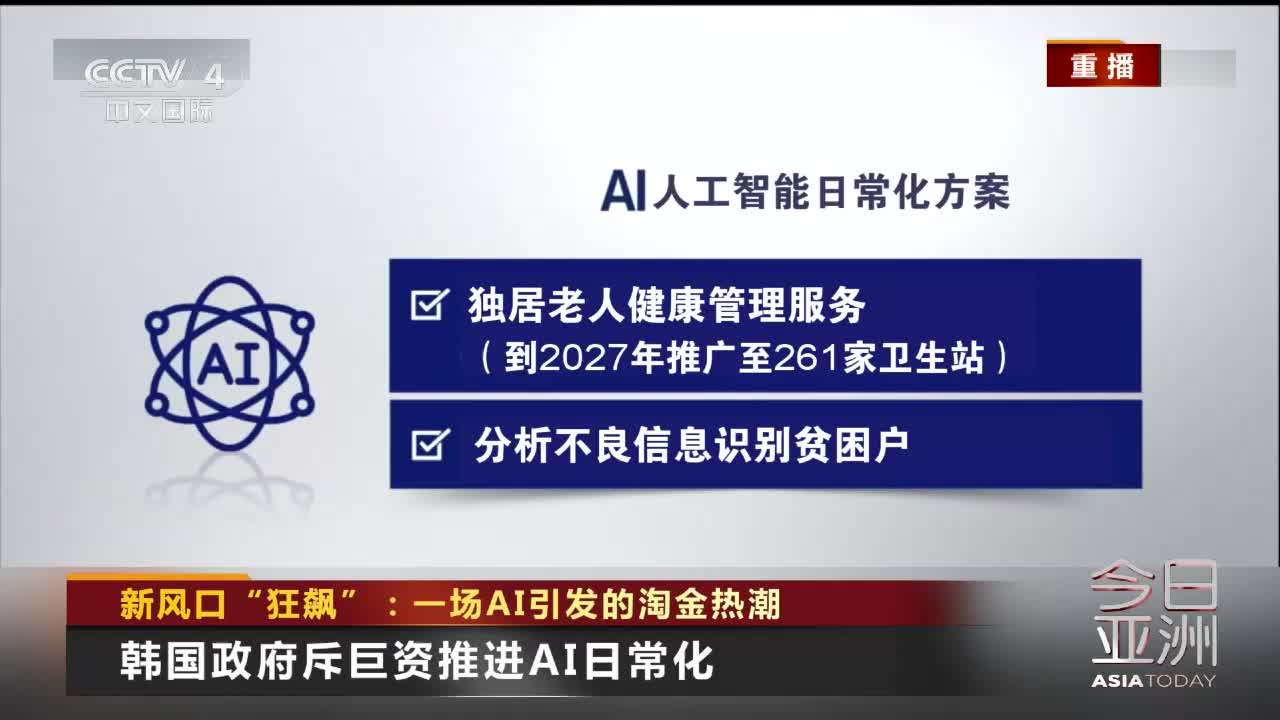 CCTV 4
中文国际
重播
AI人工智能日常化方案
独居老人健康管理服务
（到2027年推广至261家卫生站）
AI
分析不良信息识别贫困户
新风口“狂飙”：一场AI引发的淘金热潮
韩国政府斥巨资推进AI日常化
今日
亚洲
ASIA TODAY